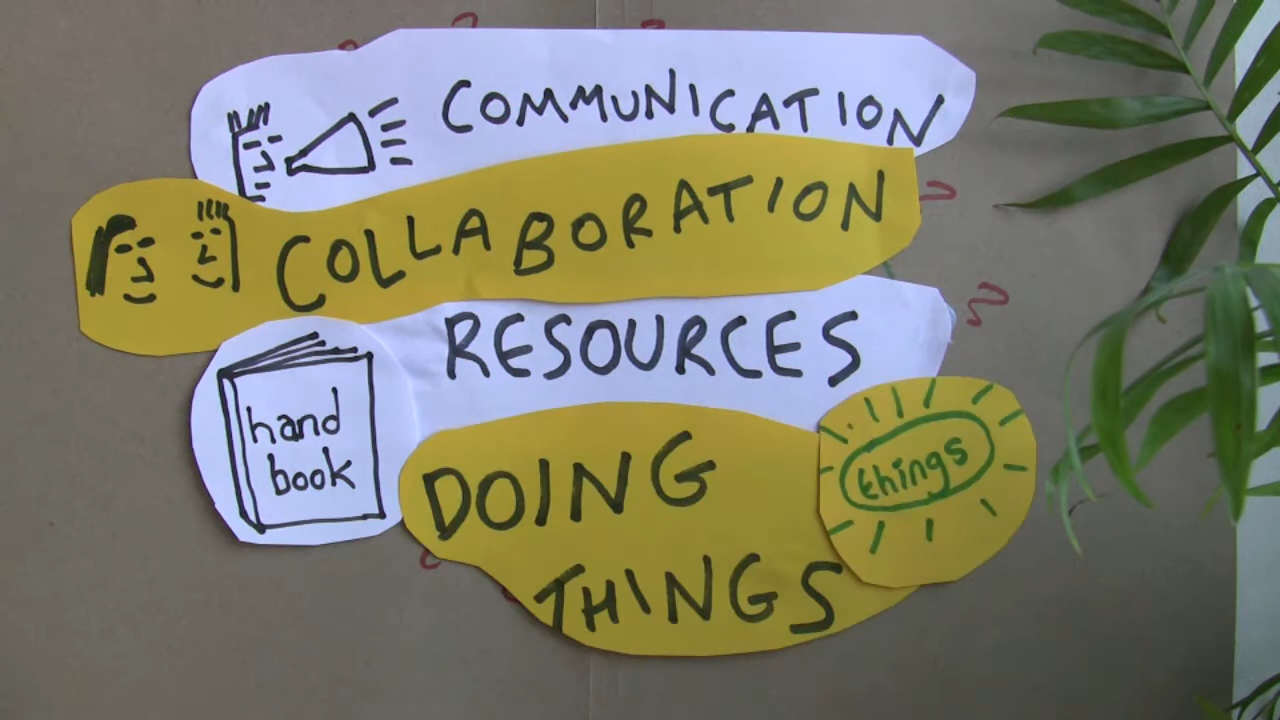 COMMUNICATION
COLLABORATION
RESOURCES
hand
book
DOING
things
THINGS